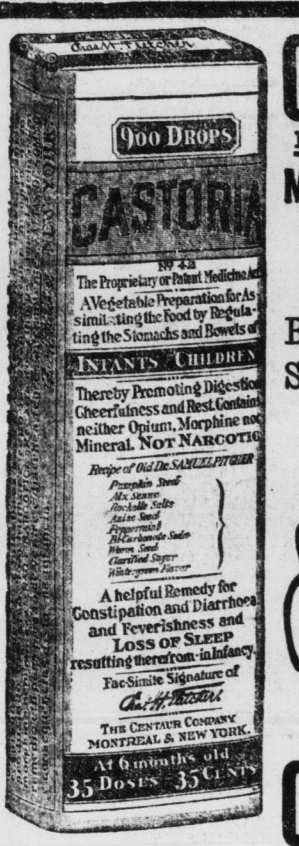 Chas. H. Fletcher
900 DROPS
CASTORIA
No 4a
The Proprietary or Patent Medicine Act
A Vegetable Preparation for As
similating the Food by Regula-
ting the Stomachs and Bowels of
INFANTS CHILDREN
Thereby Promoting Digestion
Cheerfulness and Rest. Contains
neither Opium, Morphine nor
Mineral. NOT NARCOTIC
Recipe of Old Dr. SAMUEL PITCHER
Pumpkin Seed
Alx Senna
Rochelle Salts
Anise Seed
Peppermint
Bi Carbonate Soda
Worm Seed
Clarified Sugar
Wintergreen Flavor
A helpful Remedy for
Constipation and Diarrhoea
and Feverishness and
LOSS OF SLEEP
resulting therefrom-in Infancy.
Fac-Simile Signature of
Chas. H. Fletcher
THE CENTAUR COMPANY
MONTREAL & NEW YORK.
At 6 months old
35 DOSES 35 CENTS
NEW YORK